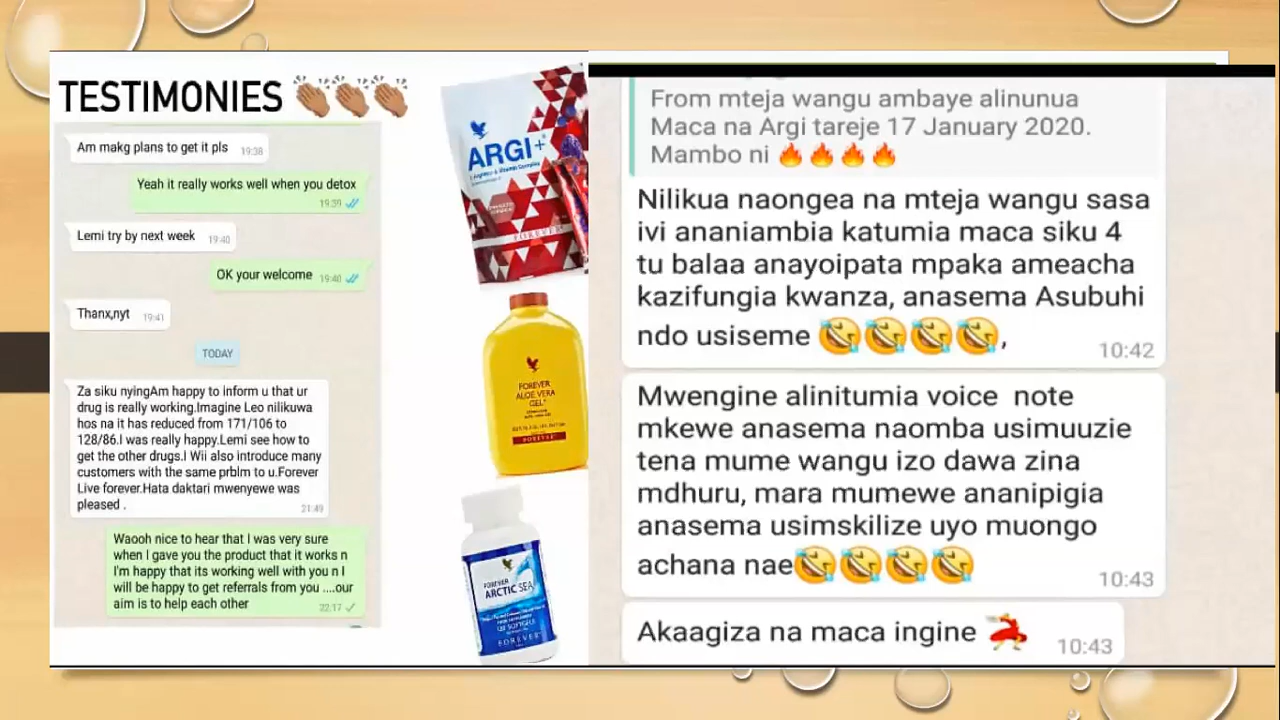 TESTIMONIES 👏🏽👏🏽👏🏽
Am makg plans to get it pls 19:38
Yeah it really works well when you detox
19:39
Lemi try by next week 19:40
OK your welcome 19:40
Thanx,nyt 19:41
TODAY
Za siku nyingAm happy to inform u that ur
drug is really working.Imagine Leo nilikuwa
hos na it has reduced from 171/106 to
128/86.I was really happy.Lemi see how to
get the other drugs.I Wii also introduce many
customers with the same prblm to u.Forever
Live forever.Hata daktari mwenyewe was
pleased .
21:49
Waooh nice to hear that I was very sure
when I gave you the product that it works n
I'm happy that its working well with you n I
will be happy to get referrals from you ....our
aim is to help each other
22:17
ARGI+
FOREVER
FOREVER
ALOE VERA
GEL
FOREVER
FOREVER
ARCTIC SEA
120 SOFTGELS
FOREVER
From mteja wangu ambaye alinunua
Maca na Argi tareje 17 January 2020.
Mambo ni 🔥🔥🔥🔥
Nilikua naongea na mteja wangu sasa
ivi ananiambia katumia maca siku 4
tu balaa anayoipata mpaka ameacha
kazifungia kwanza, anasema Asubuhi
ndo usiseme 🤣🤣🤣🤣,
10:42
Mwengine alinitumia voice note
mkewe anasema naomba usimuuzie
tena mume wangu izo dawa zina
mdhuru, mara mumewe ananipigia
anasema usimskilize uyo muongo
achana nae🤣🤣🤣🤣
10:43
Akaagiza na maca ingine 💃
10:43